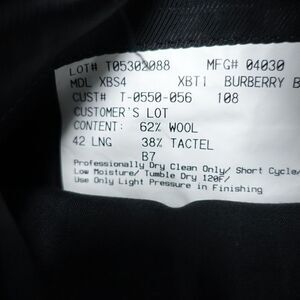 LOT# T05302088 MFG# 04030
MDL XBS4 XBT1 BURBERRY B
CUST# T-0550-056 108
CUSTOMER'S LOT
CONTENT: 62% WOOL
42 LNG 38% TACTEL
B7
Professionally Dry Clean Only/ Short Cycle/
Low Moisture/ Tumble Dry 120F/
Use Only Light Pressure in Finishing